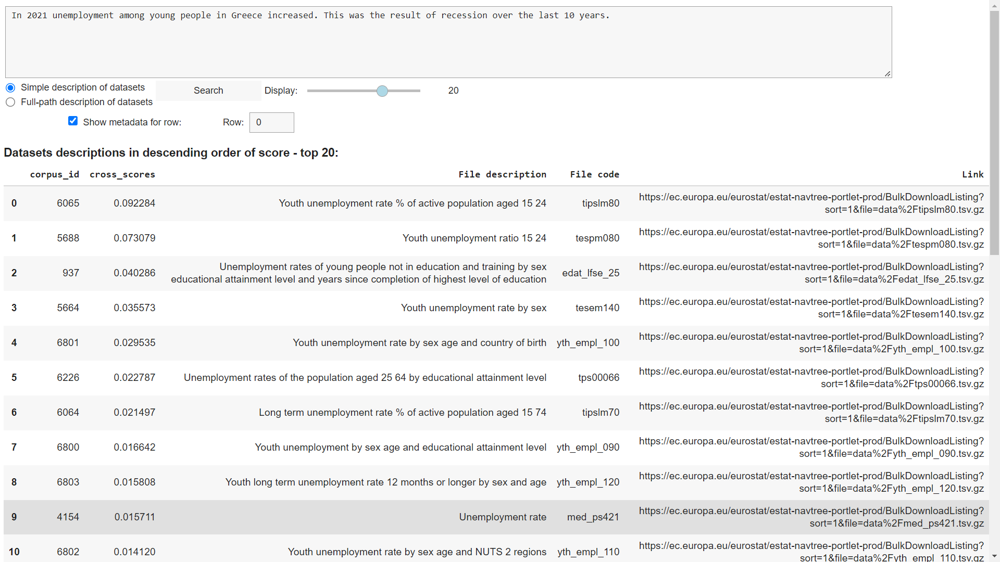 In 2021 unemployment among young people in Greece increased. This was the result of recession over the last 10 years.
Simple description of datasets
Full-path description of datasets
Search
Display:
20
Show metadata for row:
Row:
0
Datasets descriptions in descending order of score - top 20:
corpus_id cross_scores File description File code Link
0 6065 0.092284 Youth unemployment rate % of active population aged 15 24 tipslm80 https://ec.europa.eu/eurostat/estat-navtree-portlet-prod/BulkDownloadListing?
sort=1&file=data%2Ftipslm80.tsv.gz
1 5688 0.073079 Youth unemployment ratio 15 24 tespm080 https://ec.europa.eu/eurostat/estat-navtree-portlet-prod/BulkDownloadListing?
sort=1&file=data%2Ftespm080.tsv.gz
2 937 0.040286 Unemployment rates of young people not in education and training by sex
educational attainment level and years since completion of highest level of education edat_lfse_25 https://ec.europa.eu/eurostat/estat-navtree-portlet-prod/BulkDownloadListing?
sort=1&file=data%2Fedat_lfse_25.tsv.gz
3 5664 0.035573 Youth unemployment rate by sex tesem140 https://ec.europa.eu/eurostat/estat-navtree-portlet-prod/BulkDownloadListing?
sort=1&file=data%2Ftesem140.tsv.gz
4 6801 0.029535 Youth unemployment rate by sex age and country of birth yth_empl_100 https://ec.europa.eu/eurostat/estat-navtree-portlet-prod/BulkDownloadListing?
sort=1&file=data%2Fyth_empl_100.tsv.gz
5 6226 0.022787 Unemployment rates of the population aged 25 64 by educational attainment level tps00066 https://ec.europa.eu/eurostat/estat-navtree-portlet-prod/BulkDownloadListing?
sort=1&file=data%2Ftps00066.tsv.gz
6 6064 0.021497 Long term unemployment rate % of active population aged 15 74 tipslm70 https://ec.europa.eu/eurostat/estat-navtree-portlet-prod/BulkDownloadListing?
sort=1&file=data%2Ftipslm70.tsv.gz
7 6800 0.016642 Youth unemployment by sex age and educational attainment level yth_empl_090 https://ec.europa.eu/eurostat/estat-navtree-portlet-prod/BulkDownloadListing?
sort=1&file=data%2Fyth_empl_090.tsv.gz
8 6803 0.015808 Youth long term unemployment rate 12 months or longer by sex and age yth_empl_120 https://ec.europa.eu/eurostat/estat-navtree-portlet-prod/BulkDownloadListing?
sort=1&file=data%2Fyth_empl_120.tsv.gz
9 4154 0.015711 Unemployment rate med_ps421 https://ec.europa.eu/eurostat/estat-navtree-portlet-prod/BulkDownloadListing?
sort=1&file=data%2Fmed_ps421.tsv.gz
10 6802 0.014120 Youth unemployment rate by sex age and NUTS 2 regions yth_empl_110 https://ec.europa.eu/eurostat/estat-navtree-portlet-prod/BulkDownloadListing?
sort=1&file=data%2Fyth_empl_110.tsv.gz